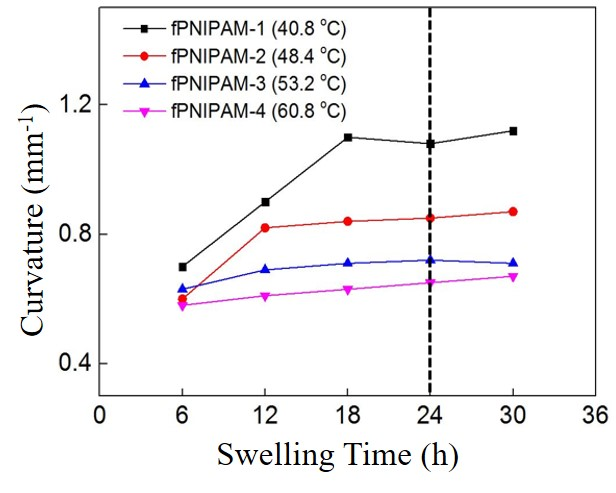 fPNIPAM-1 (40.8 °C)
fPNIPAM-2 (48.4 °C)
fPNIPAM-3 (53.2 °C)
fPNIPAM-4 (60.8 °C)
1.2
0.8
0.4
Curvature (mm⁻¹)
0 6 12 18 24 30 36
Swelling Time (h)